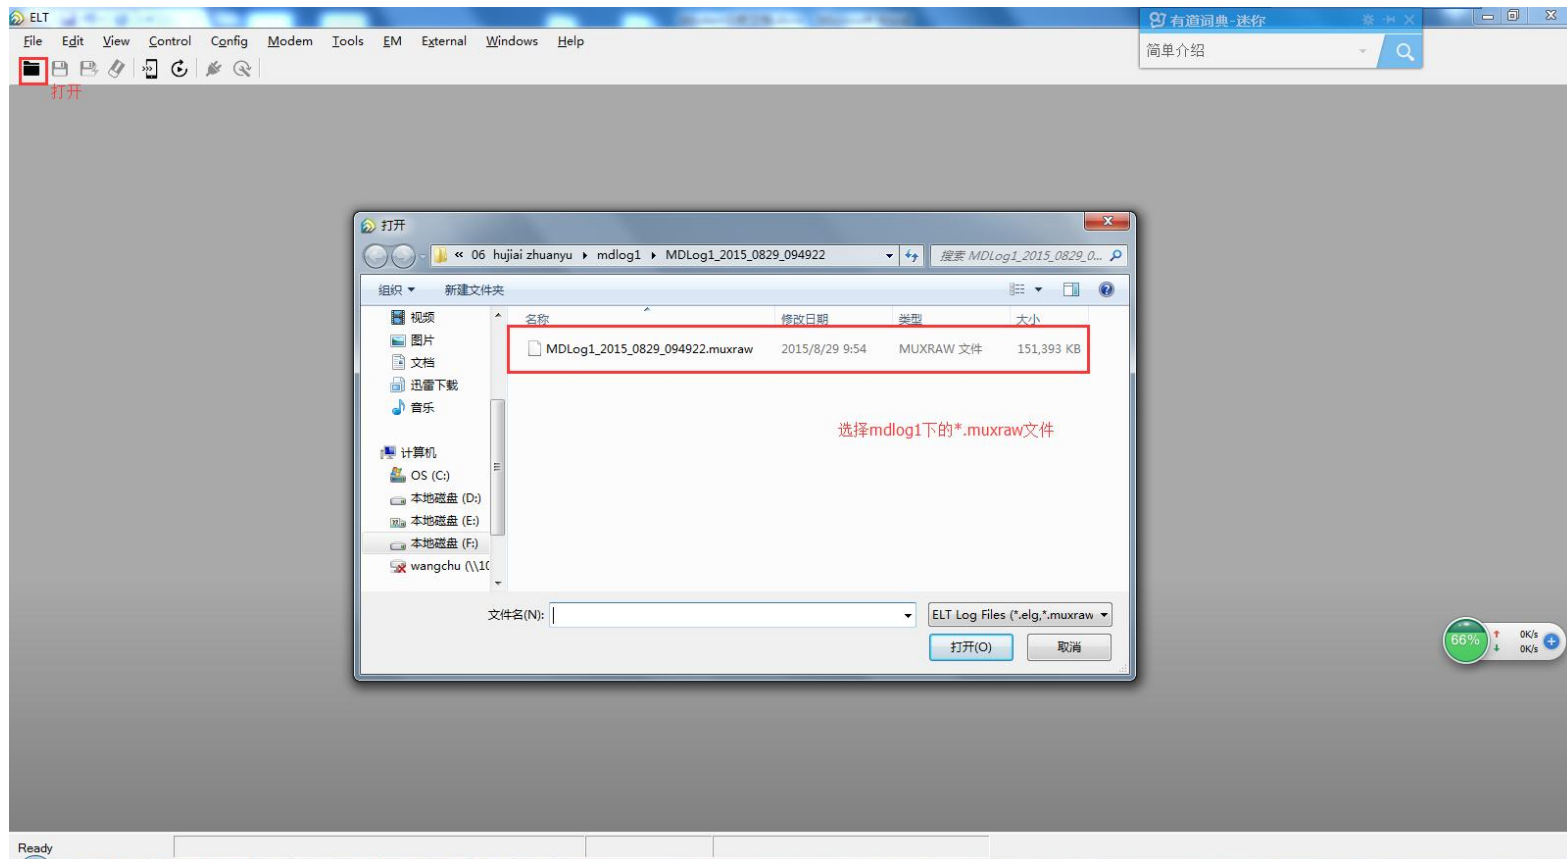 ELT
有道词典-迷你
File Edit View Control Config Modem Tools EM External Windows Help
简单介绍
打开
打开
« 06 hujiai zhuanyu ▸ mdlog1 ▸ MDLog1_2015_0829_094922
搜索 MDLog1_2015_0829_0...
组织 新建文件夹
视频
图片
文档
迅雷下载
音乐
计算机
OS (C:)
本地磁盘 (D:)
本地磁盘 (E:)
本地磁盘 (F:)
wangchu (\\10
名称 修改日期 类型 大小
MDLog1_2015_0829_094922.muxraw 2015/8/29 9:54 MUXRAW 文件 151,393 KB
选择mdlog1下的*.muxraw文件
文件名(N): ELT Log Files (*.elg,*.muxraw
打开(O) 取消
66% 0K/s
0K/s
Ready